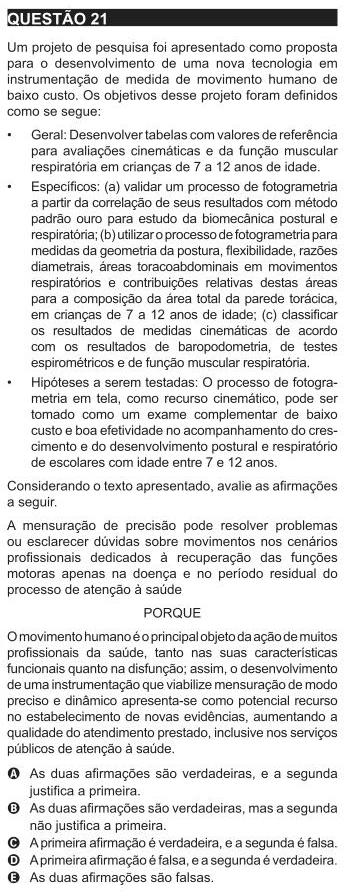 QUESTÃO 21
Um projeto de pesquisa foi apresentado como proposta
para o desenvolvimento de uma nova tecnologia em
instrumentação de medida de movimento humano de
baixo custo. Os objetivos desse projeto foram definidos
como se segue:
• Geral: Desenvolver tabelas com valores de referência
para avaliações cinemáticas e da função muscular
respiratória em crianças de 7 a 12 anos de idade.
• Específicos: (a) validar um processo de fotogrametria
a partir da correlação de seus resultados com método
padrão ouro para estudo da biomecânica postural e
respiratória; (b) utilizar o processo de fotogrametria para
medidas da geometria da postura, flexibilidade, razões
diametrais, áreas toracoabdominais em movimentos
respiratórios e contribuições relativas destas áreas
para a composição da área total da parede torácica,
em crianças de 7 a 12 anos de idade; (c) classificar
os resultados de medidas cinemáticas de acordo
com os resultados de baropodometria, de testes
espirométricos e de função muscular respiratória.
• Hipóteses a serem testadas: O processo de fotogra-
metria em tela, como recurso cinemático, pode ser
tomado como um exame complementar de baixo
custo e boa efetividade no acompanhamento do cres-
cimento e do desenvolvimento postural e respiratório
de escolares com idade entre 7 e 12 anos.
Considerando o texto apresentado, avalie as afirmações
a seguir.
A mensuração de precisão pode resolver problemas
ou esclarecer dúvidas sobre movimentos nos cenários
profissionais dedicados à recuperação das funções
motoras apenas na doença e no período residual do
processo de atenção à saúde
PORQUE
O movimento humano é o principal objeto da ação de muitos
profissionais da saúde, tanto nas suas características
funcionais quanto na disfunção; assim, o desenvolvimento
de uma instrumentação que viabilize mensuração de modo
preciso e dinâmico apresenta-se como potencial recurso
no estabelecimento de novas evidências, aumentando a
qualidade do atendimento prestado, inclusive nos serviços
públicos de atenção à saúde.
A As duas afirmações são verdadeiras, e a segunda
justifica a primeira.
B As duas afirmações são verdadeiras, mas a segunda
não justifica a primeira.
C A primeira afirmação é verdadeira, e a segunda é falsa.
D A primeira afirmação é falsa, e a segunda é verdadeira.
E As duas afirmações são falsas.